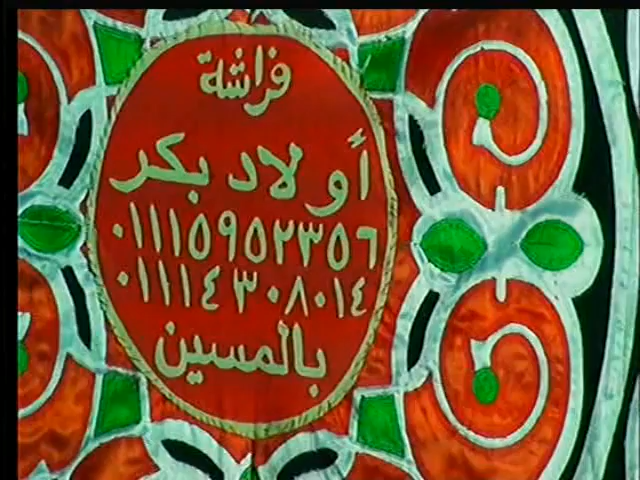 فراشة
أولاد بكر
٠١١١٥٩٥٢٣٥٦
٠١١١٤٣٠٨٠١٤
بالمسين